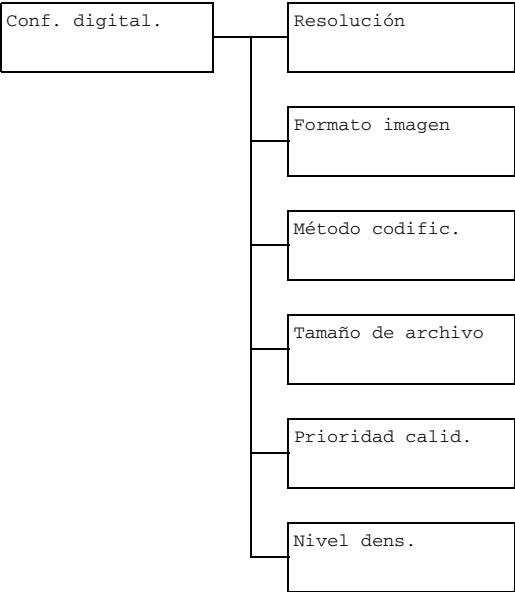 Conf. digital.
Resolución
Formato imagen
Método codific.
Tamaño de archivo
Prioridad calid.
Nivel dens.